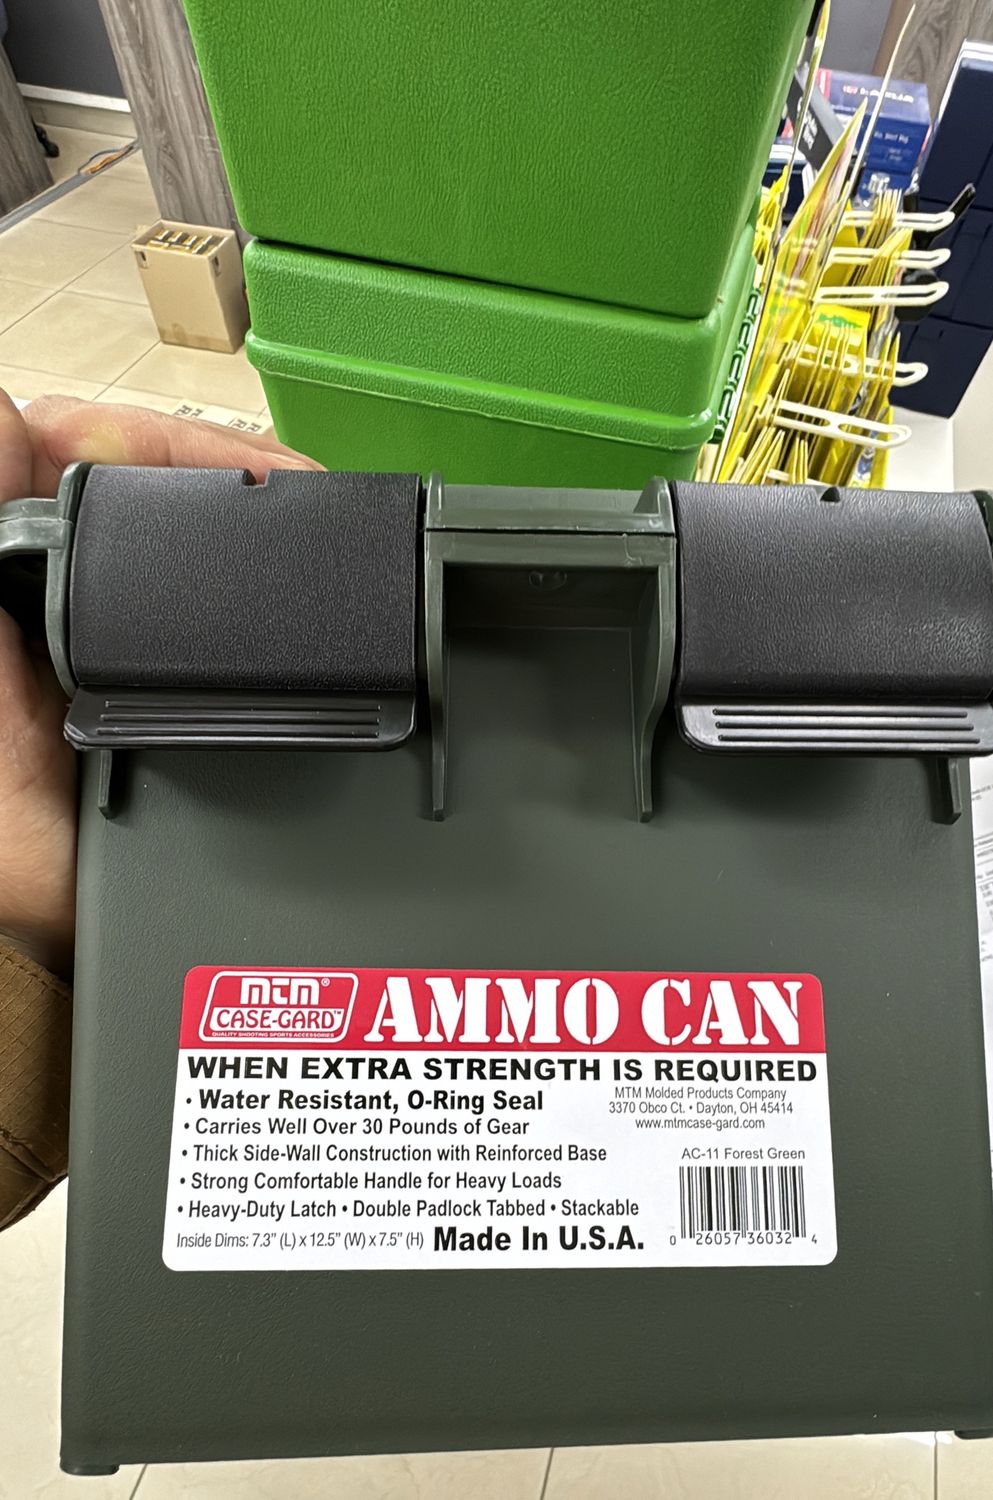 MTM®
CASE-GARD™
QUALITY SHOOTING SPORTS ACCESSORIES
AMMO CAN
WHEN EXTRA STRENGTH IS REQUIRED
• Water Resistant, O-Ring Seal
• Carries Well Over 30 Pounds of Gear
• Thick Side-Wall Construction with Reinforced Base
• Strong Comfortable Handle for Heavy Loads
• Heavy-Duty Latch • Double Padlock Tabbed • Stackable
Inside Dims: 7.3" (L) x 12.5" (W) x 7.5" (H) Made In U.S.A.
MTM Molded Products Company
3370 Obco Ct. • Dayton, OH 45414
www.mtmcase-gard.com
AC-11 Forest Green
0 26057 36032 4